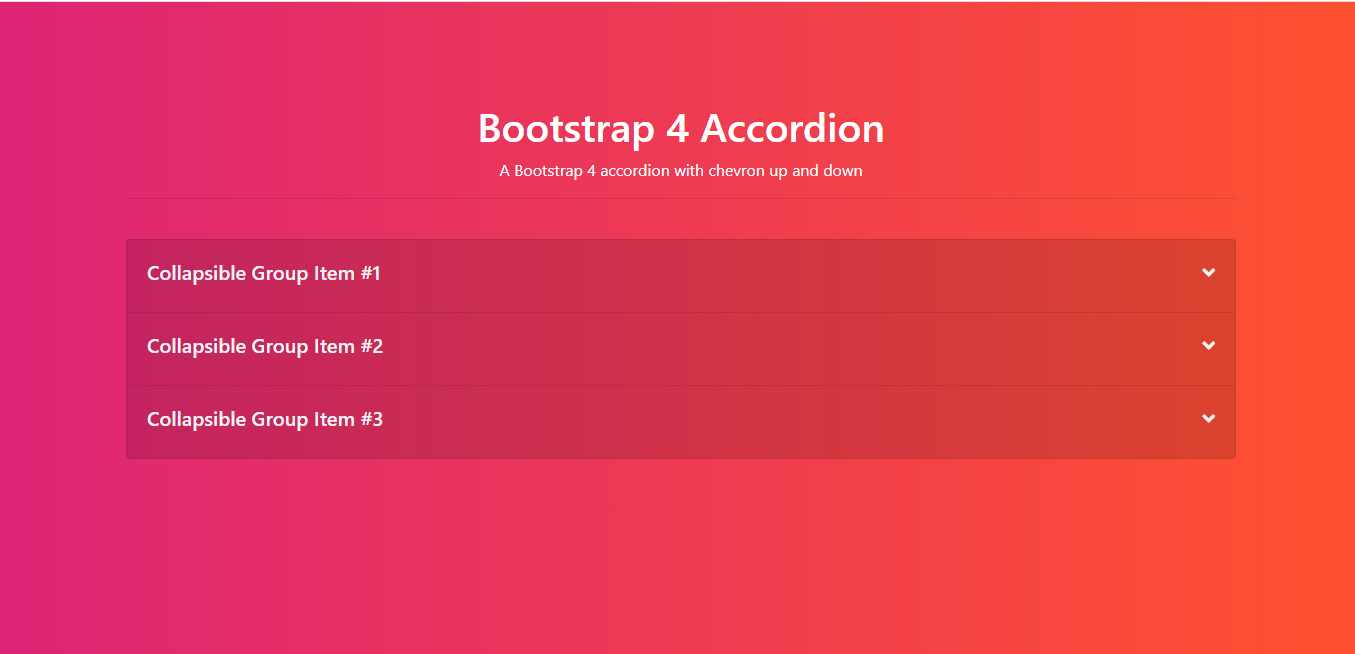 Bootstrap 4 Accordion
A Bootstrap 4 accordion with chevron up and down
Collapsible Group Item #1
Collapsible Group Item #2
Collapsible Group Item #3